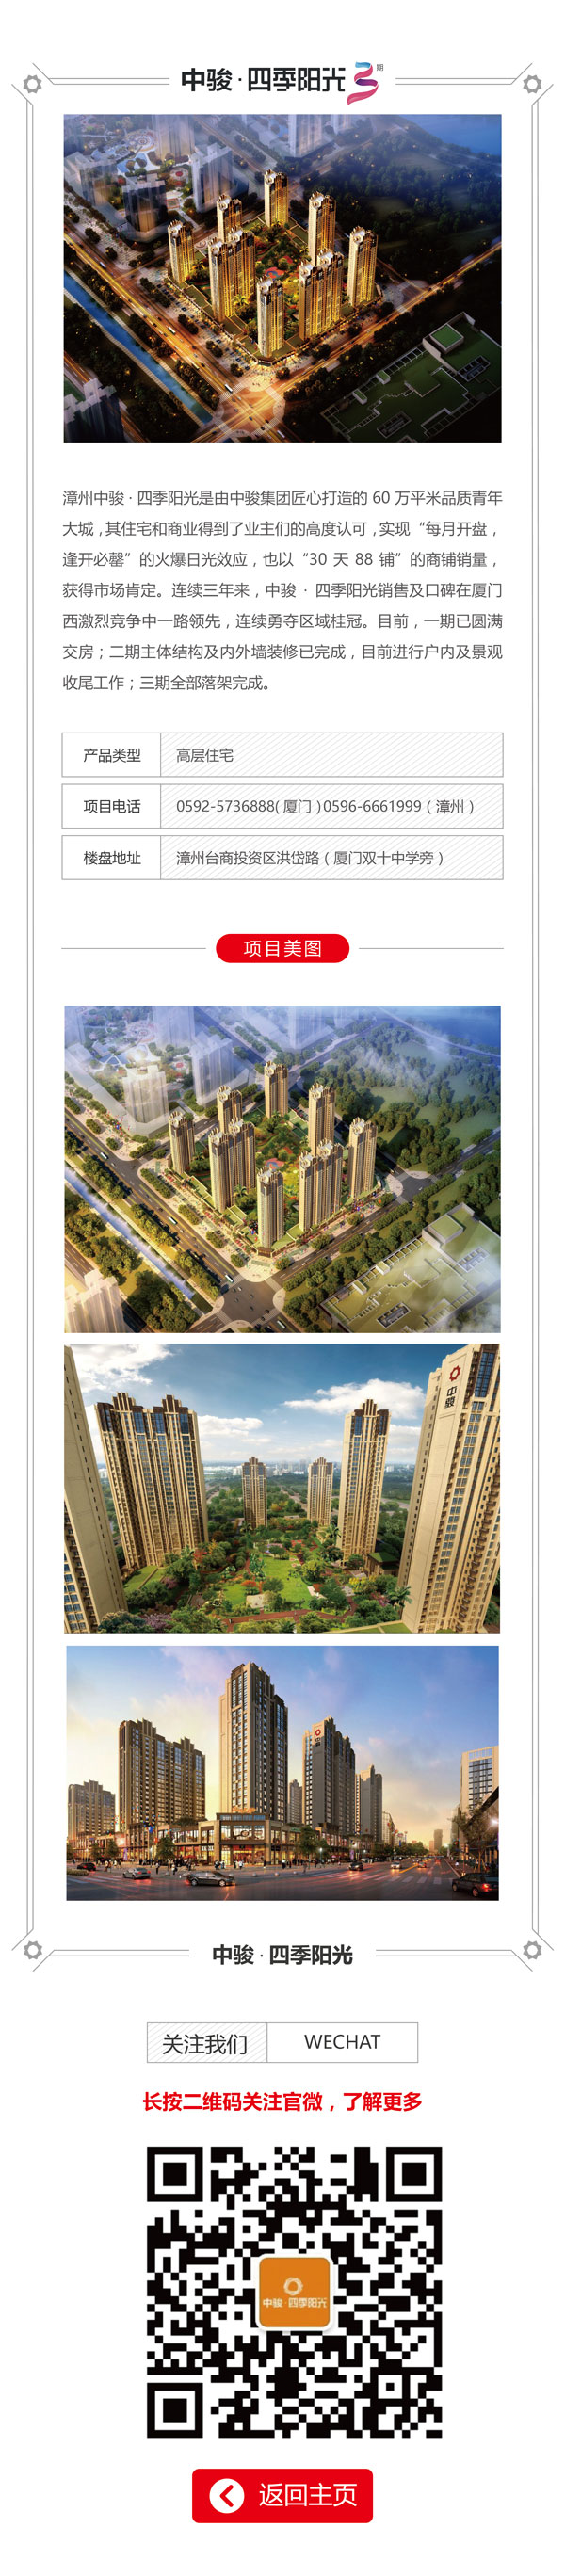 中骏·四季阳光3期
漳州中骏·四季阳光是由中骏集团匠心打造的 60 万平米品质青年
大城，其住宅和商业得到了业主们的高度认可，实现“每月开盘，
逢开必罄”的火爆日光效应，也以“30 天 88 铺”的商铺销量，
获得市场肯定。连续三年来，中骏 · 四季阳光销售及口碑在厦门
西激烈竞争中一路领先，连续勇夺区域桂冠。目前，一期已圆满
交房；二期主体结构及内外墙装修已完成，目前进行户内及景观
收尾工作；三期全部落架完成。
产品类型 高层住宅
项目电话 0592-5736888(厦门)0596-6661999（漳州）
楼盘地址 漳州台商投资区洪岱路（厦门双十中学旁）
项目美图
中骏
中骏·四季阳光
关注我们 WECHAT
长按二维码关注官微，了解更多
中骏·四季阳光
返回主页